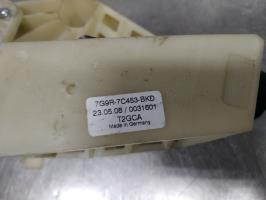 7G9R-7C453-BKD
23.05.08 / 0031601
T2GCA
Made in Germany